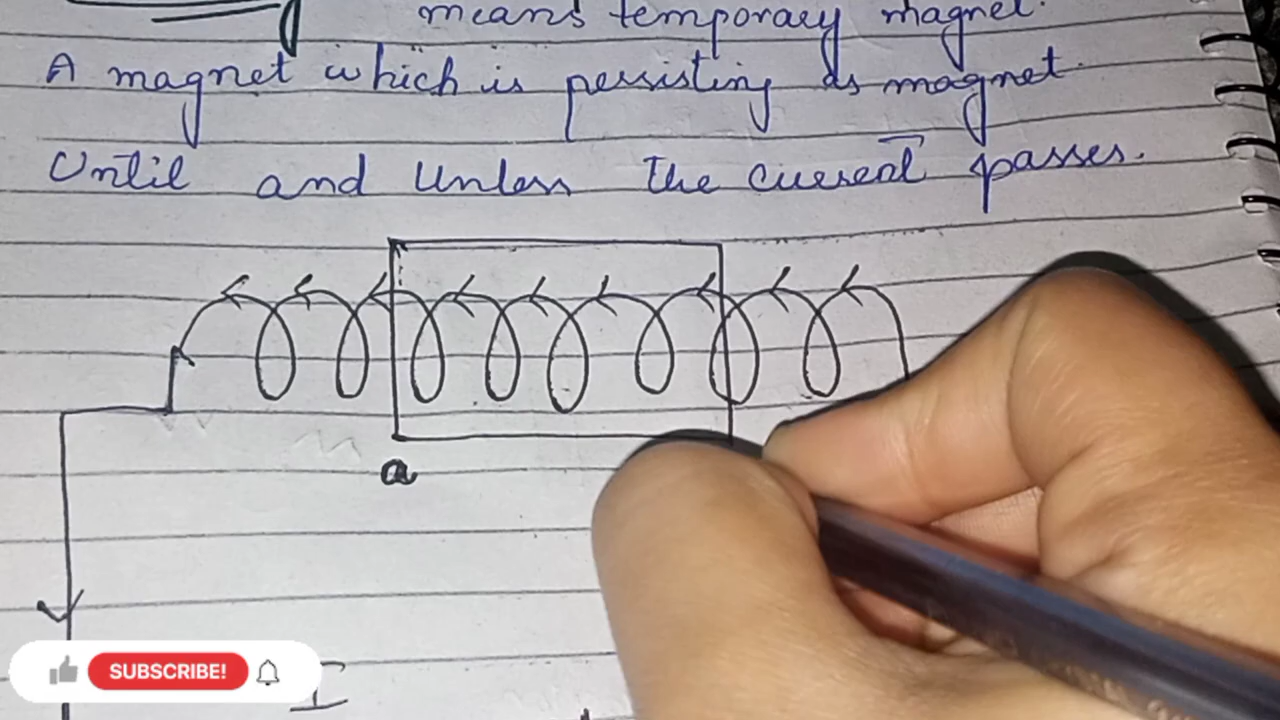 means temporary magnet.
A magnet which is persisting as magnet
Until and Unless the current passes.
a
I
SUBSCRIBE!